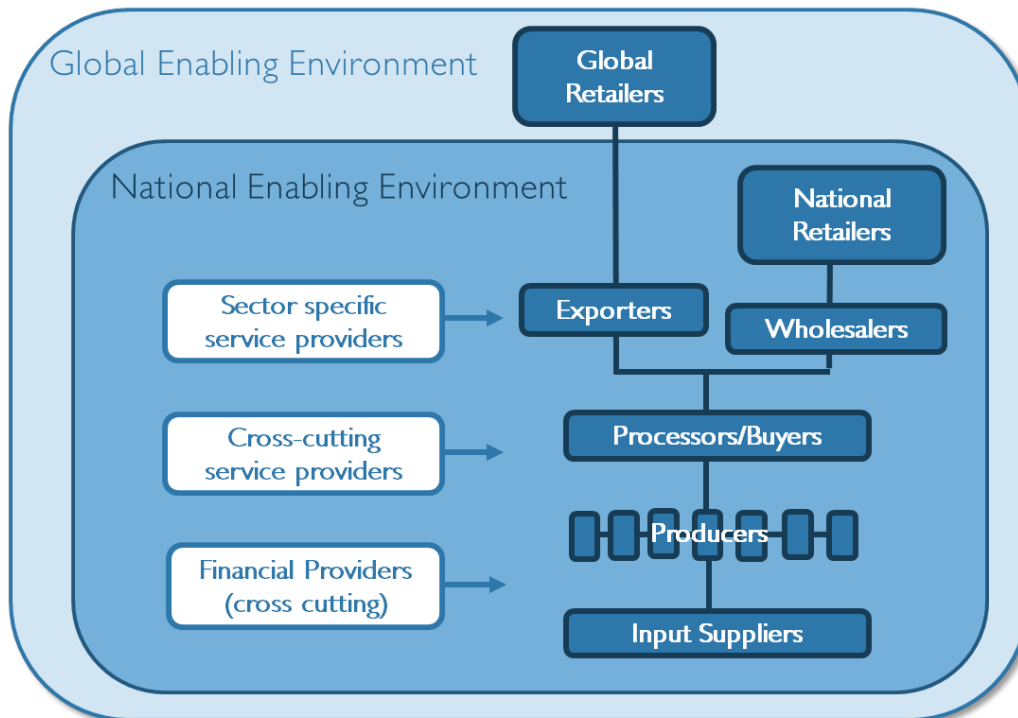 Global Enabling Environment
Global
Retailers
National Enabling Environment
National
Retailers
Sector specific
service providers
Exporters
Wholesalers
Cross-cutting
service providers
Processors/Buyers
Producers
Financial Providers
(cross cutting)
Input Suppliers